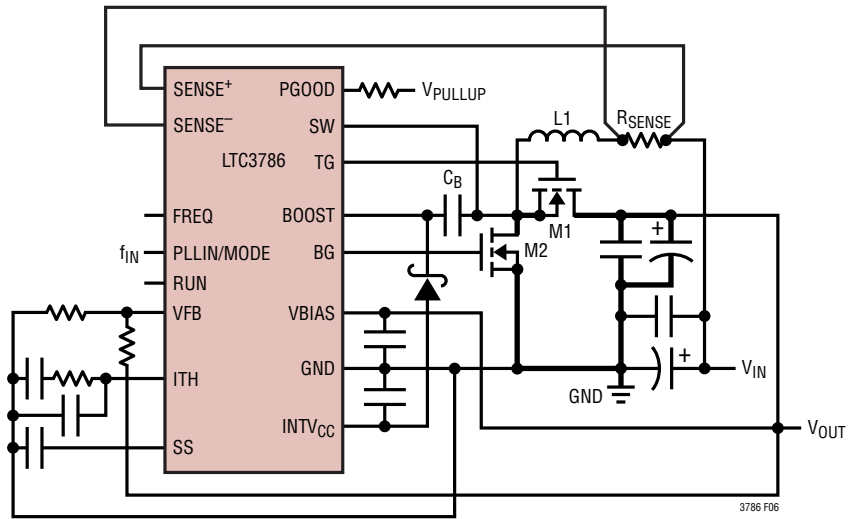 SENSE+
PGOOD
VPULLUP
SENSE–
SW
L1
RSENSE
LTC3786
TG
CB
FREQ
BOOST
M1
+
fIN
PLLIN/MODE
BG
M2
RUN
VFB
VBIAS
+
ITH
GND
GND
VIN
INTVCC
VOUT
SS
3786 F06